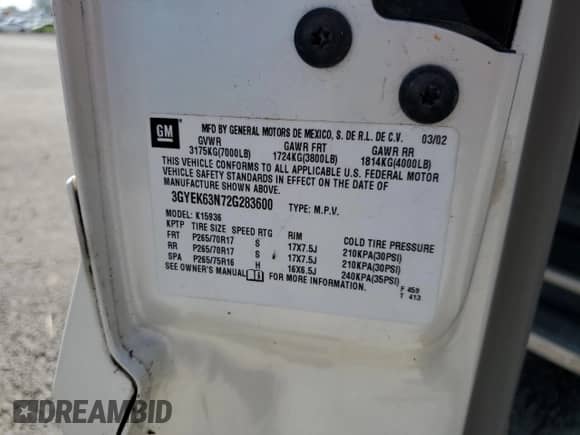 GM MFD BY GENERAL MOTORS DE MEXICO, S. DE R.L. DE C.V. 03/02
GVWR GAWR FRT GAWR RR
3175KG(7000LB) 1724KG(3800LB) 1814KG(4000LB)
THIS VEHICLE CONFORMS TO ALL APPLICABLE U.S. FEDERAL MOTOR
VEHICLE SAFETY STANDARDS IN EFFECT ON THE DATE OF
MANUFACTURE SHOWN ABOVE.
3GYEK63N72G283600 TYPE: M.P.V.
MODEL: K15936
KPTP TIRE SIZE SPEED RTG RIM COLD TIRE PRESSURE
FRT P265/70R17 S 17X7.5J 210KPA(30PSI)
RR P265/70R17 S 17X7.5J 210KPA(30PSI)
SPA P265/75R16 H 16X6.5J 240KPA(35PSI)
SEE OWNER'S MANUAL FOR MORE INFORMATION.
F 459
T 413
DREAMBID